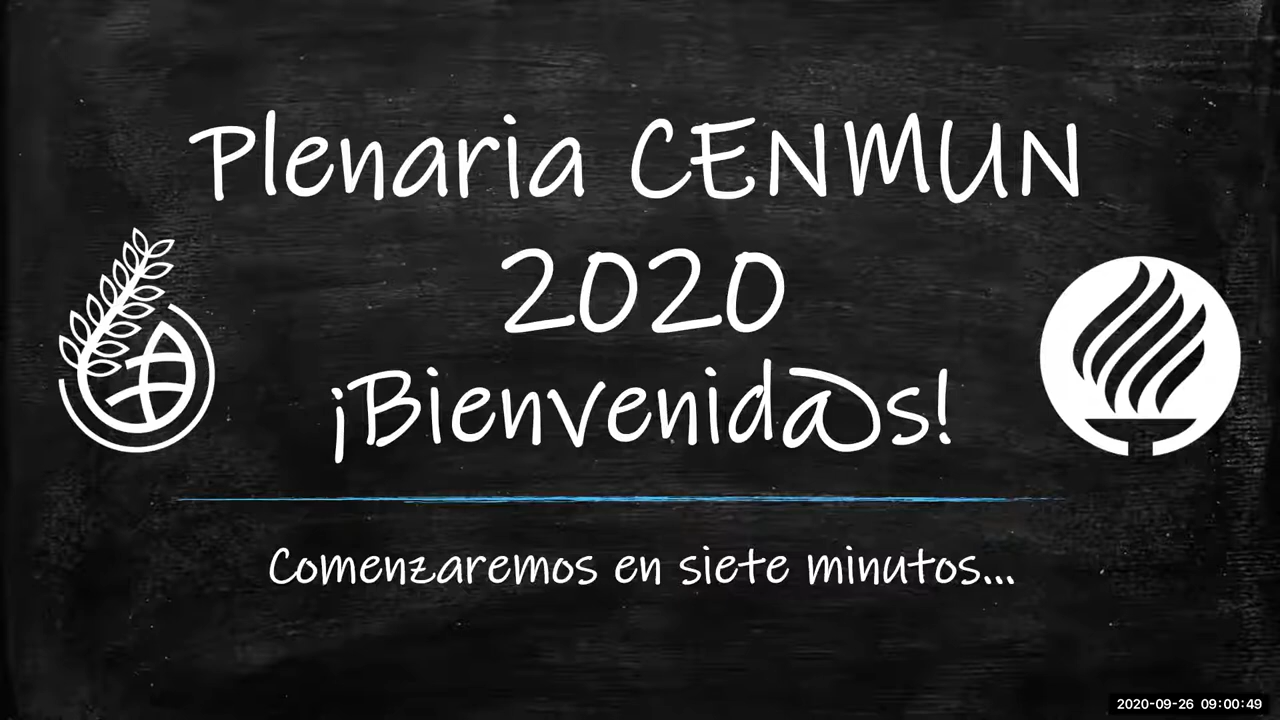 Plenaria CENMUN
2020
¡Bienvenid@s!
Comenzaremos en siete minutos...
2020-09-26 09:00:49